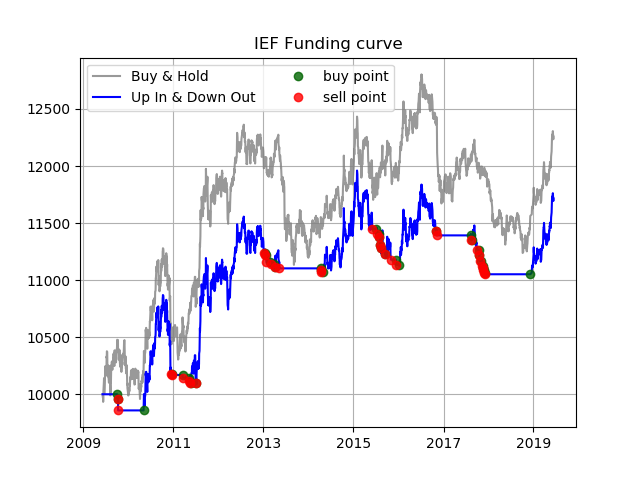 IEF Funding curve
Buy & Hold
Up In & Down Out
buy point
sell point
12500
12000
11500
11000
10500
10000
2009 2011 2013 2015 2017 2019